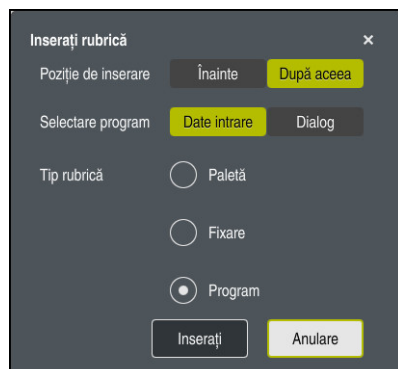 Inserați rubrică ×
Poziție de inserare Înainte După aceea
Selectare program Date intrare Dialog
Tip rubrică Paletă
Fixare
Program
Inserați Anulare